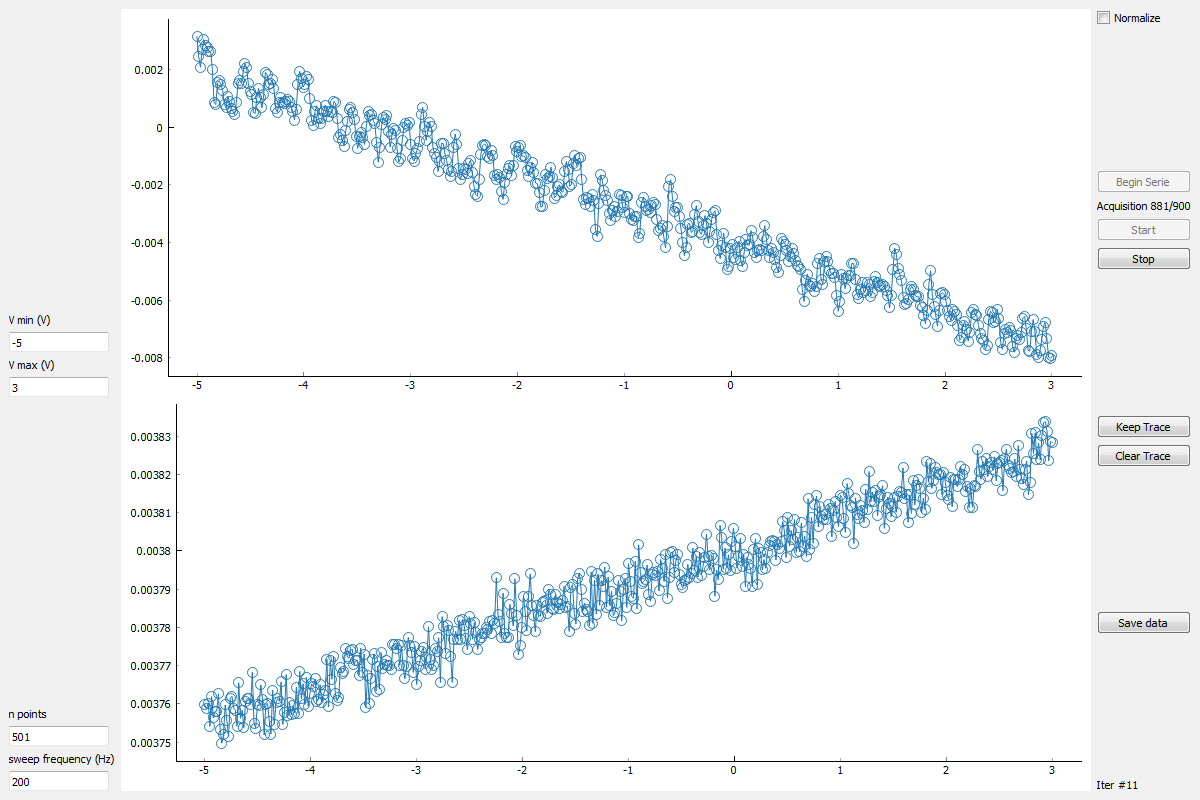 Normalize
0.002
0
-0.002
-0.004
-0.006
-0.008
-5 -4 -3 -2 -1 0 1 2 3
Begin Serie
Acquisition 881/900
Start
Stop
V min (V)
-5
V max (V)
3
0.00383
0.00382
0.00381
0.0038
0.00379
0.00378
0.00377
0.00376
0.00375
-5 -4 -3 -2 -1 0 1 2 3
Keep Trace
Clear Trace
Save data
n points
501
sweep frequency (Hz)
200
Iter #11